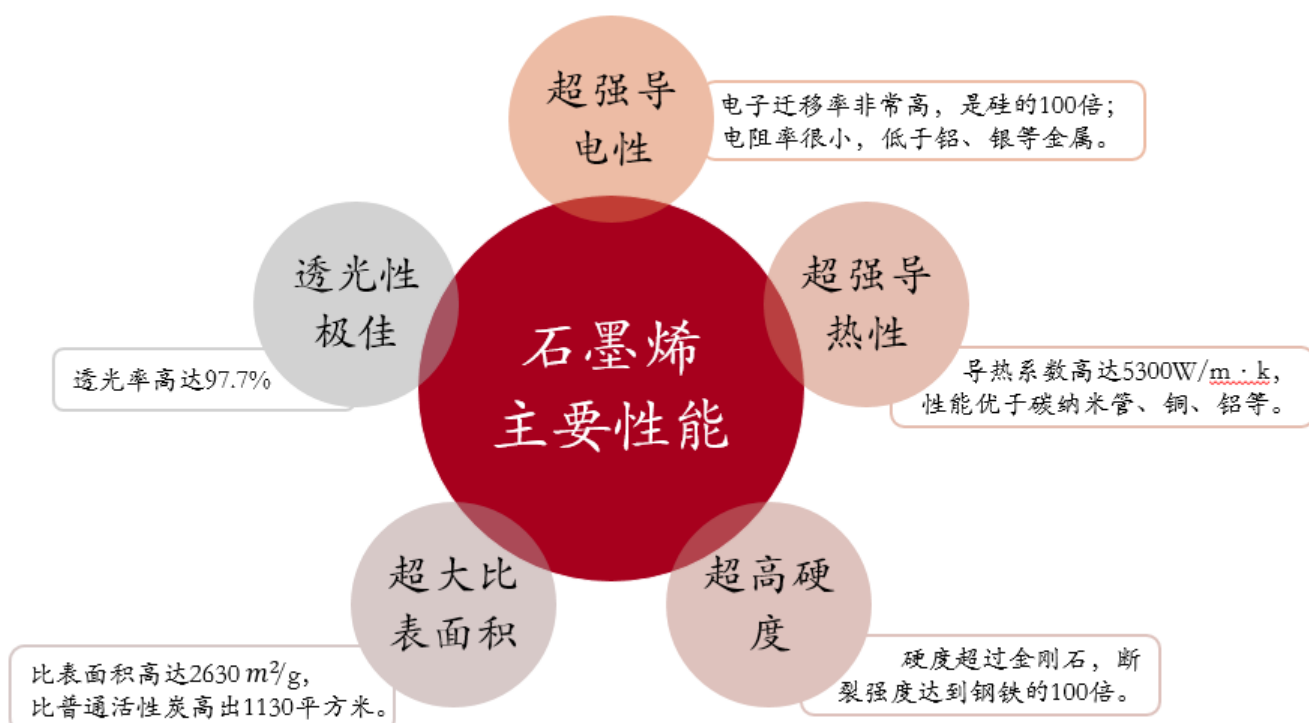 超强导
电性
电子迁移率非常高，是硅的100倍；
电阻率很小，低于铝、银等金属。
透光性
极佳
透光率高达97.7%
超强导
热性
导热系数高达5300W/m · k，
性能优于碳纳米管、铜、铝等。
石墨烯
主要性能
超大比
表面积
比表面积高达2630 m²/g，
比普通活性炭高出1130平方米。
超高硬
度
硬度超过金刚石，断
裂强度达到钢铁的100倍。